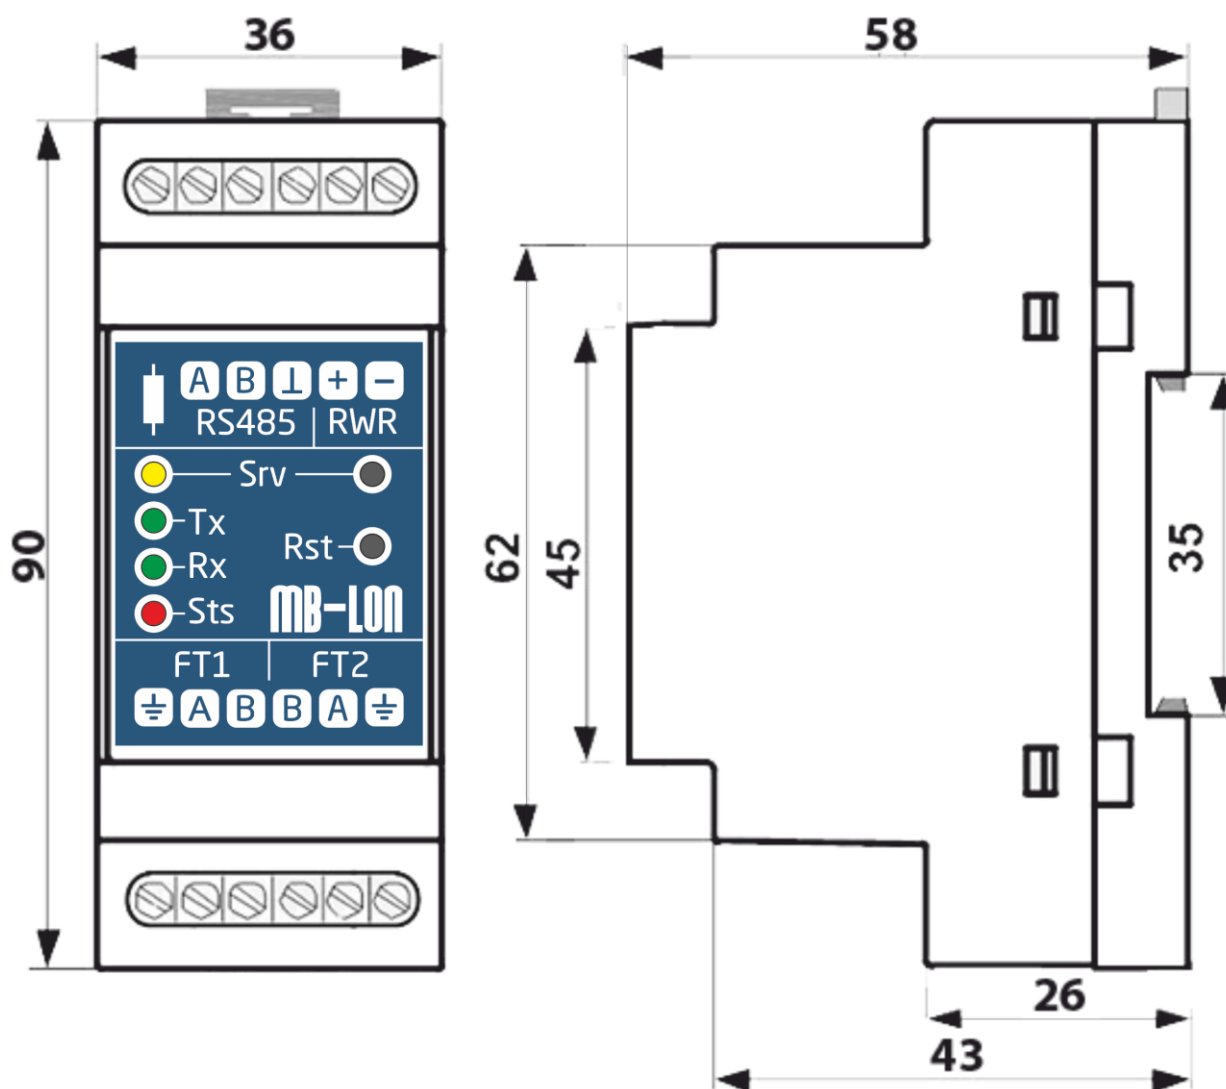 36
58
A B ⊥ + −
RS485 | RWR
Srv
Tx
Rst
Rx
Sts
MB-LON
FT1 | FT2
⏚ A B B A ⏚
90
62
45
35
26
43